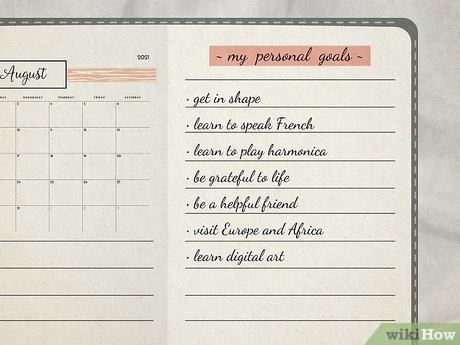 August
2021
WEDNESDAY THURSDAY FRIDAY SATURDAY
~ my personal goals ~
· get in shape
· learn to speak French
· learn to play harmonica
· be grateful to life
· be a helpful friend
· visit Europe and Africa
· learn digital art
wikiHow